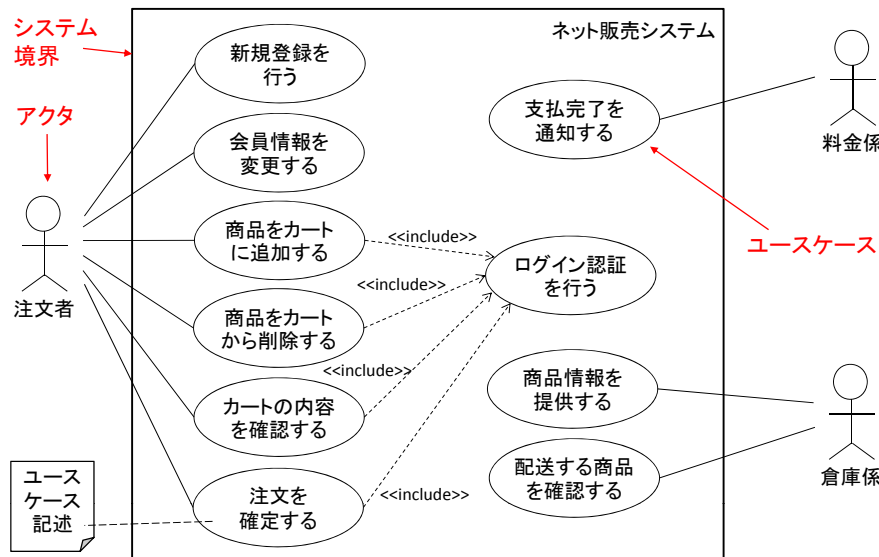 システム
境界
アクタ
注文者
ネット販売システム
新規登録を
行う
会員情報を
変更する
商品をカート
に追加する
商品をカート
から削除する
カートの内容
を確認する
注文を
確定する
<<include>>
<<include>>
<<include>>
<<include>>
支払完了を
通知する
ログイン認証
を行う
商品情報を
提供する
配送する商品
を確認する
料金係
ユースケース
倉庫係
ユース
ケース
記述